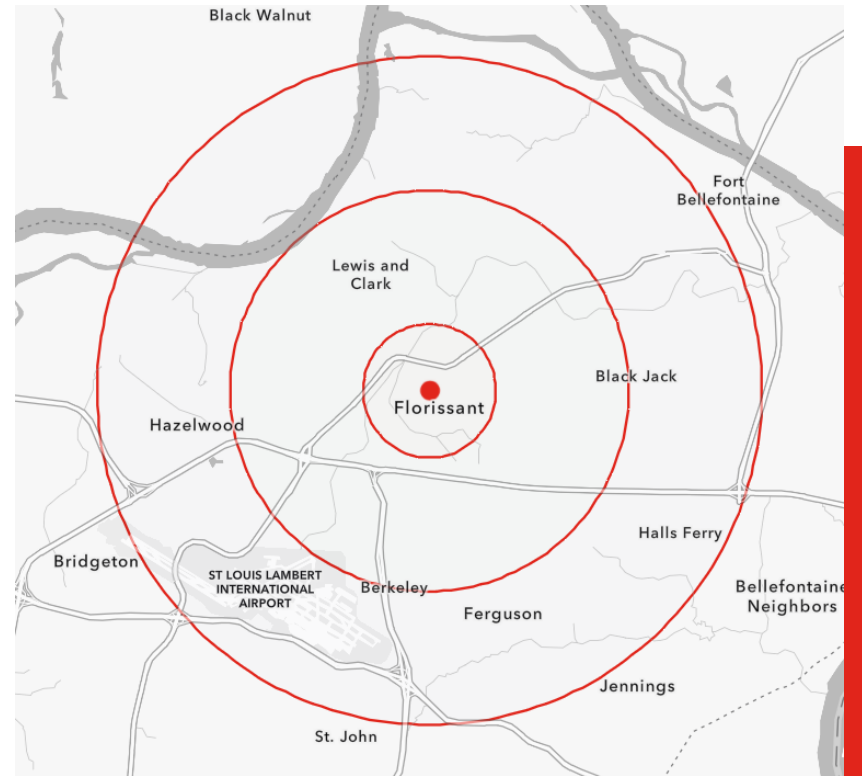 Black Walnut
Fort
Bellefontaine
Lewis and
Clark
Black Jack
Florissant
Hazelwood
Halls Ferry
Bridgeton
ST LOUIS LAMBERT
INTERNATIONAL
AIRPORT
Berkeley
Bellefontaine
Neighbors
Ferguson
Jennings
St. John